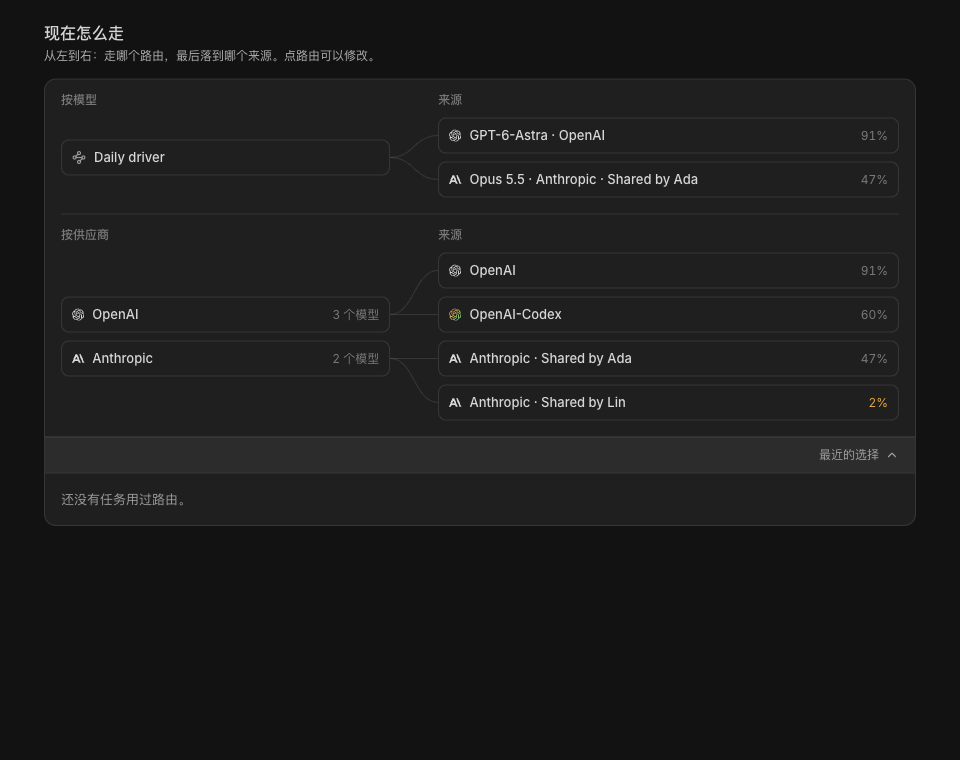 现在怎么走
从左到右：走哪个路由，最后落到哪个来源。点路由可以修改。
按模型
来源
Daily driver
GPT-6-Astra · OpenAI 91%
Opus 5.5 · Anthropic · Shared by Ada 47%
按供应商
来源
OpenAI 3 个模型
Anthropic 2 个模型
OpenAI 91%
OpenAI-Codex 60%
Anthropic · Shared by Ada 47%
Anthropic · Shared by Lin 2%
最近的选择
还没有任务用过路由。